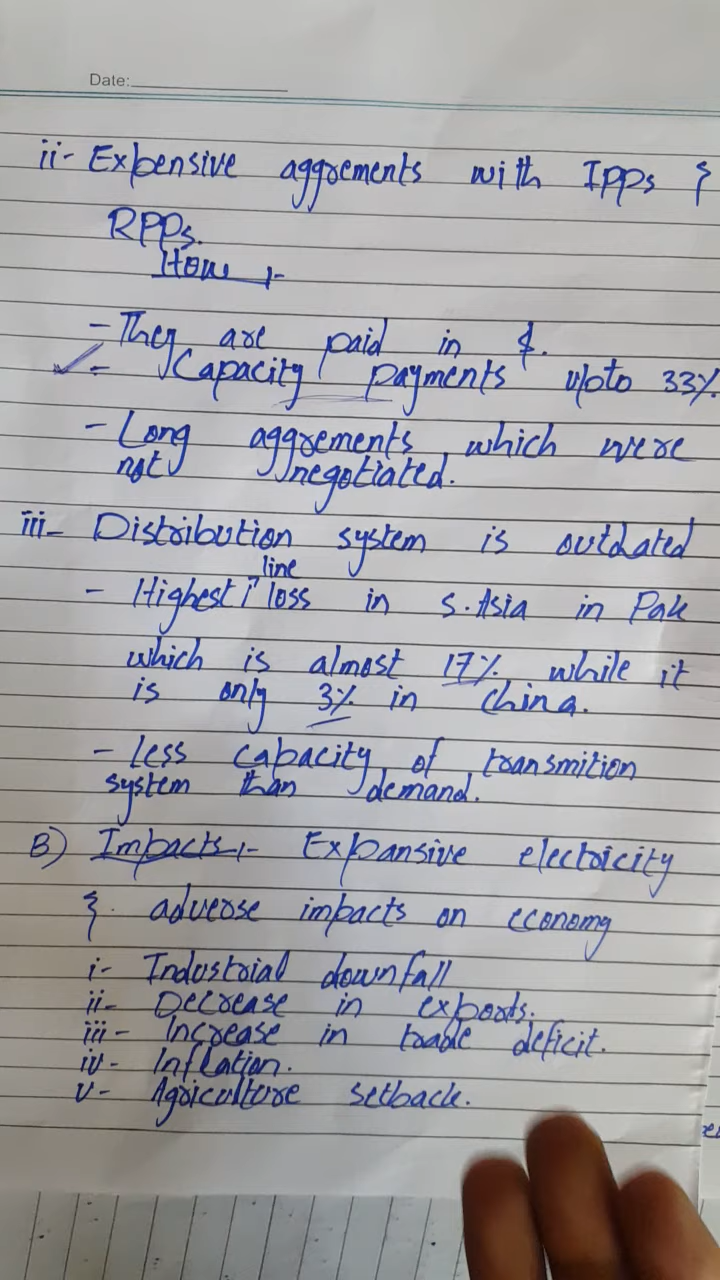 Date:
ii- Expensive aggrements with IPPs &
RPPs.
How :-
- They are paid in $.
- Capacity payments upto 33%.
- Long aggrements which were
not negotiated.
iii- Distribution system is outdated
line
- Highest loss in S.Asia in Pak
which is almost 17% while it
is only 3% in China.
- less capacity of transmition
system than demand.
B) Impacts :- Expansive electricity
& adverse impacts on economy
i- Industrial downfall
ii- Decrease in exports.
iii- Increase in trade deficit.
iv- Inflation.
v- Agriculture setback.